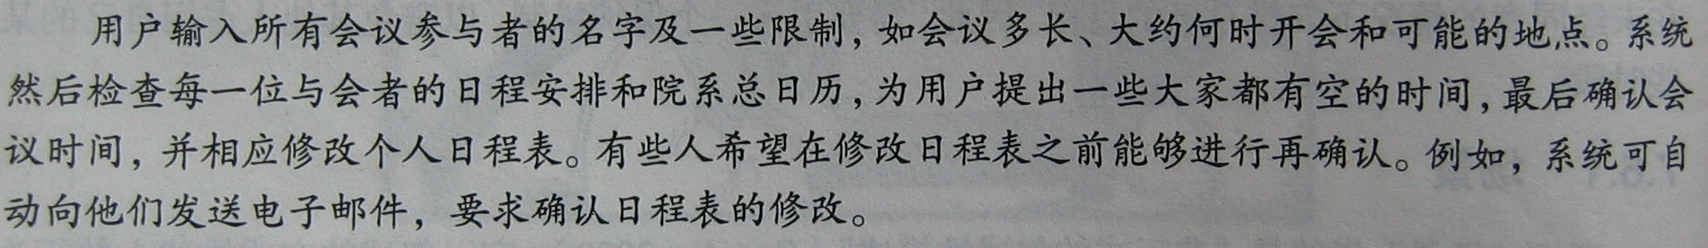 用户输入所有会议参与者的名字及一些限制，如会议多长、大约何时开会和可能的地点。系统
然后检查每一位与会者的日程安排和院系总日历，为用户提出一些大家都有空的时间，最后确认会
议时间，并相应修改个人日程表。有些人希望在修改日程表之前能够进行再确认。例如，系统可自
动向他们发送电子邮件，要求确认日程表的修改。